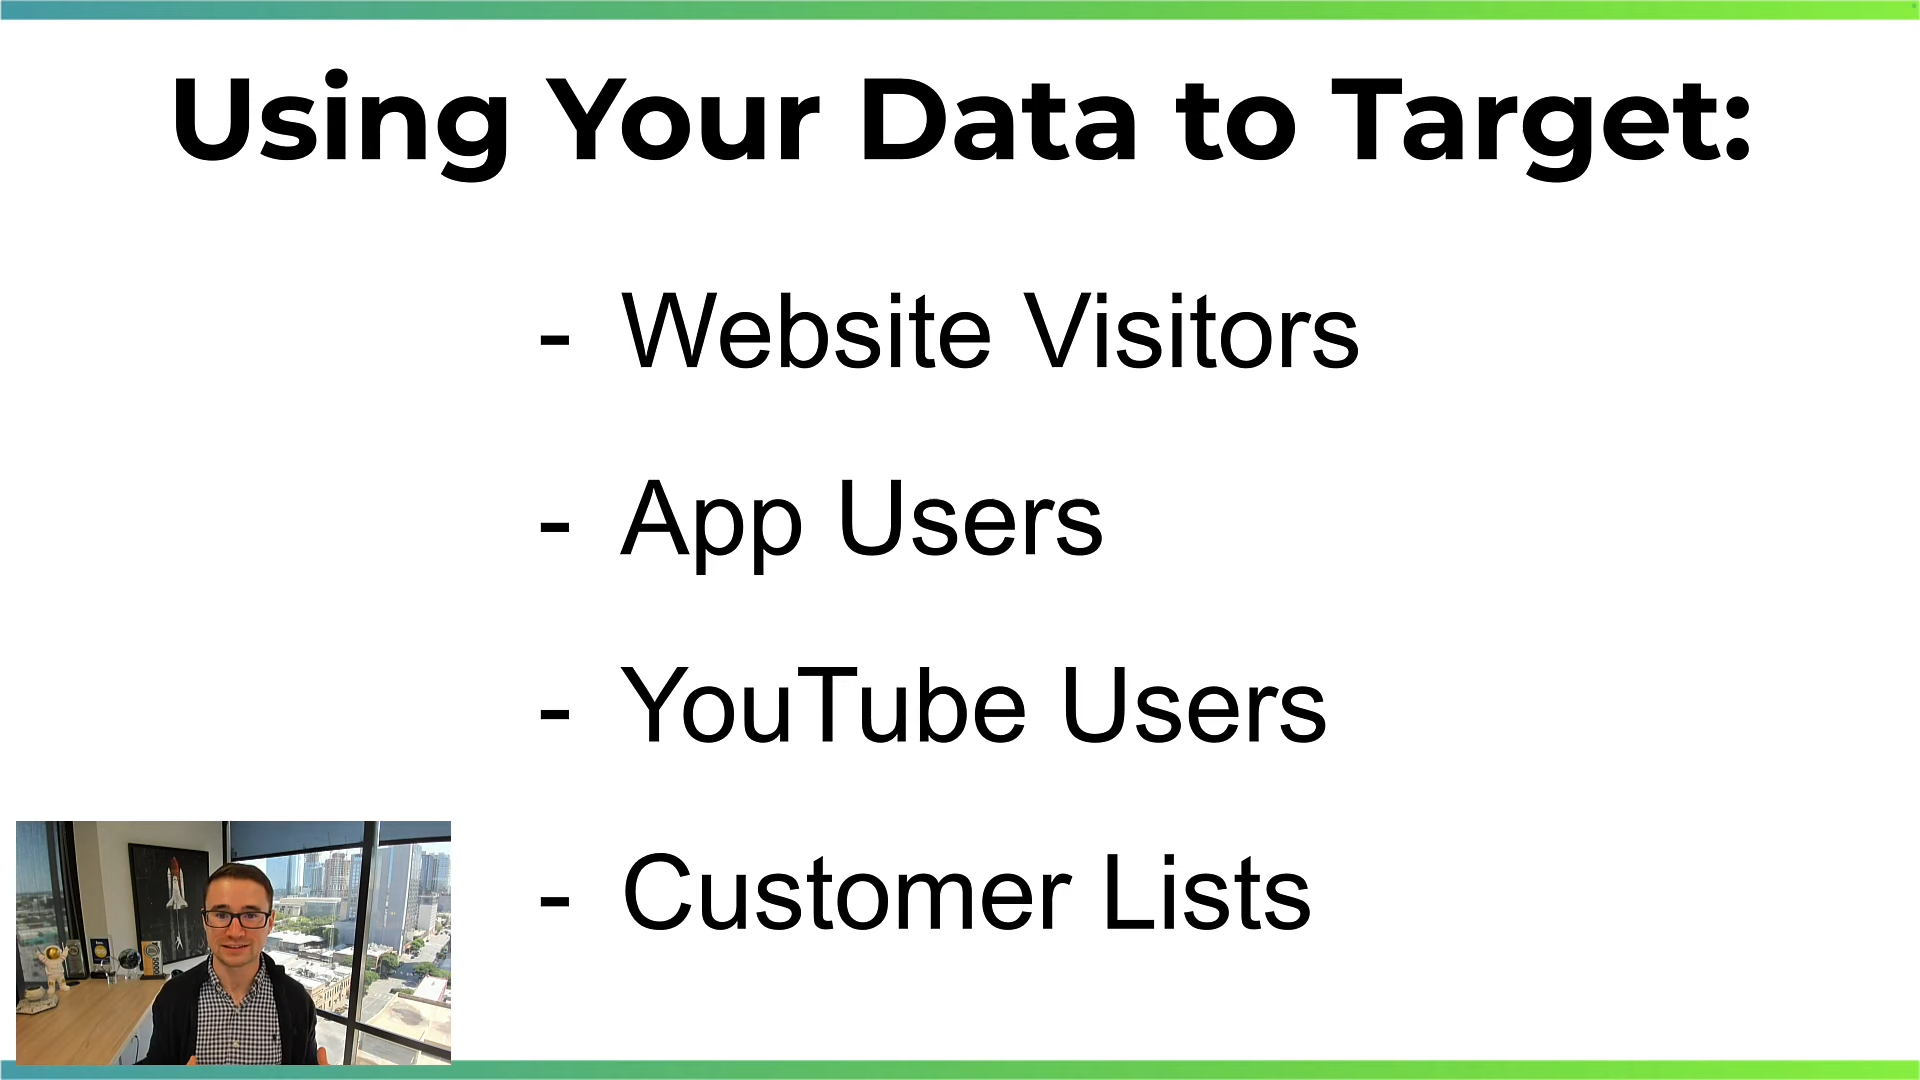 Using Your Data to Target:
- Website Visitors
- App Users
- YouTube Users
- Customer Lists